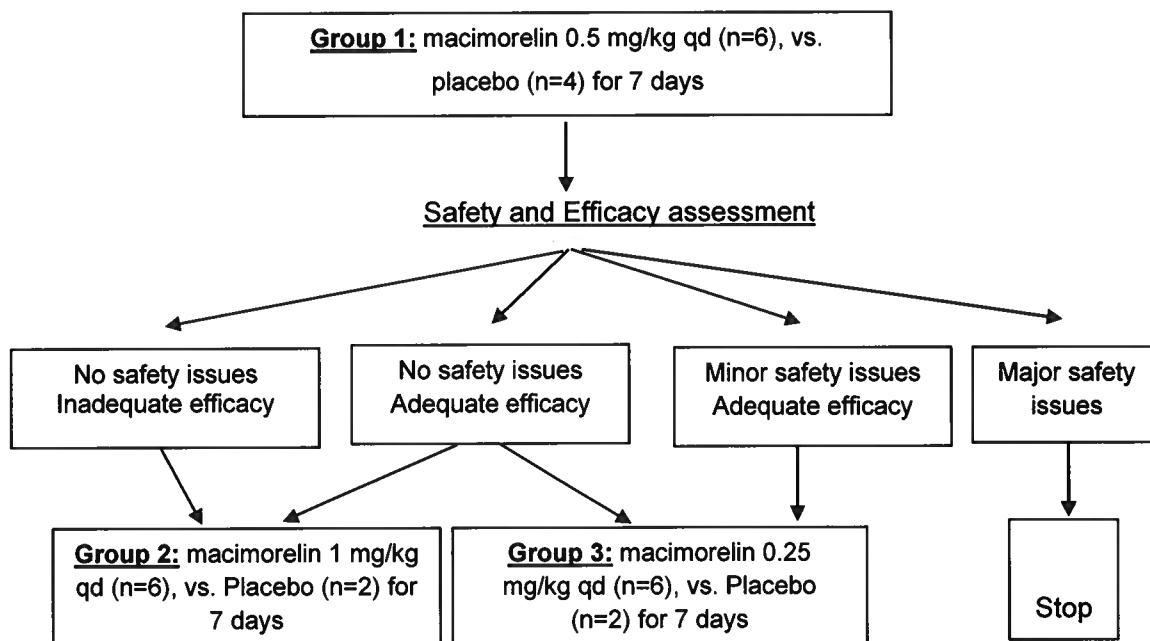 Group 1: macimorelin 0.5 mg/kg qd (n=6), vs.
placebo (n=4) for 7 days
Safety and Efficacy assessment
No safety issues
Inadequate efficacy
No safety issues
Adequate efficacy
Minor safety issues
Adequate efficacy
Major safety
issues
Group 2: macimorelin 1 mg/kg
qd (n=6), vs. Placebo (n=2) for
7 days
Group 3: macimorelin 0.25
mg/kg qd (n=6), vs. Placebo
(n=2) for 7 days
Stop